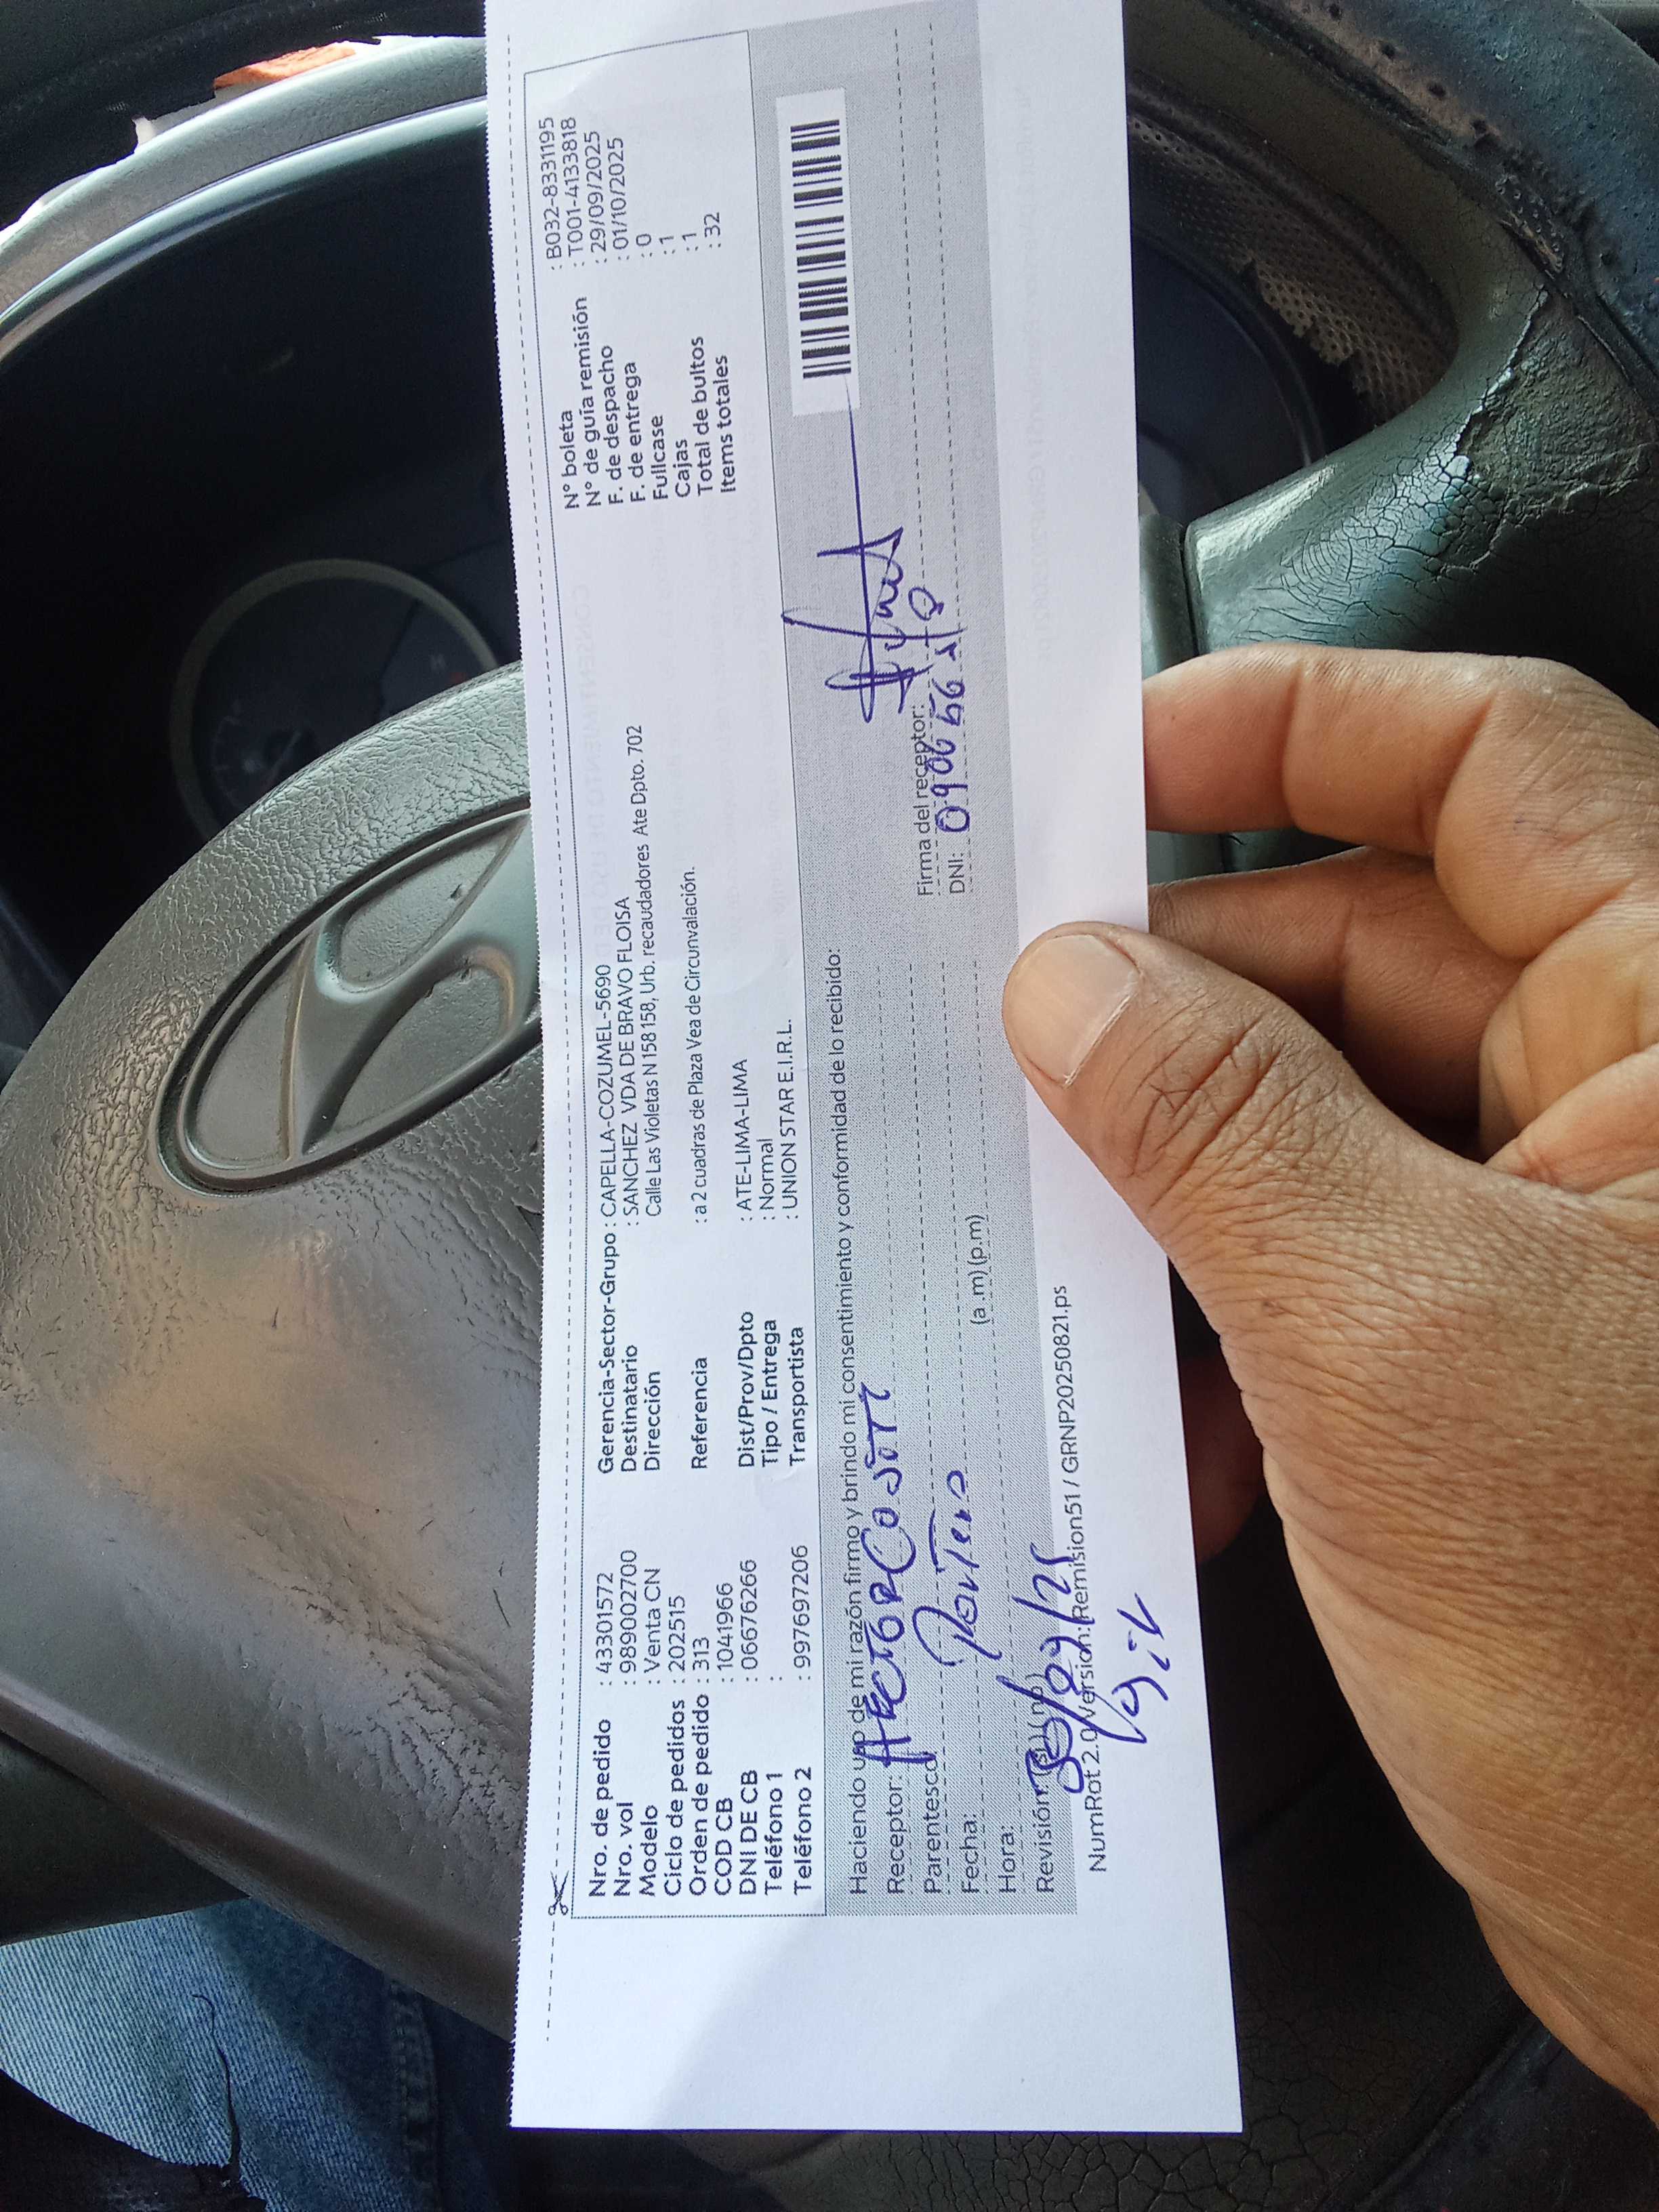 Nro. de pedido : 43301572
Nro. vol : 989002700
Modelo : Venta CN
Ciclo de pedidos : 202515
Orden de pedido : 313
COD CB : 1041966
DNI DE CB : 06676266
Teléfono 1 :
Teléfono 2 : 997697206
Gerencia-Sector-Grupo : CAPELLA-COZUMEL-5690
Destinatario : SANCHEZ VDA DE BRAVO FLOISA
Dirección Calle Las Violetas N 158 158, Urb. recaudadores Ate Dpto. 702
Referencia : a 2 cuadras de Plaza Vea de Circunvalación.
Dist/Prov/Dpto : ATE-LIMA-LIMA
Tipo / Entrega : Normal
Transportista : UNION STAR E.I.R.L.
N° boleta : B032-8331195
N° de guía remisión : T001-4133818
F. de despacho : 29/09/2025
F. de entrega : 01/10/2025
Fullcase : 0
Cajas : 1
Total de bultos : 1
Items totales : 32
Haciendo uso de mi razón firmo y brindo mi consentimiento y conformidad de lo recibido:
Receptor: HECTOR
Parentesco:
Fecha:
Hora: (a.m) (p.m)
Revisión: (si) (no)
Firma del receptor:
DNI:
NumRot 2.0 Version: Remision51 / GRNP20250821.ps